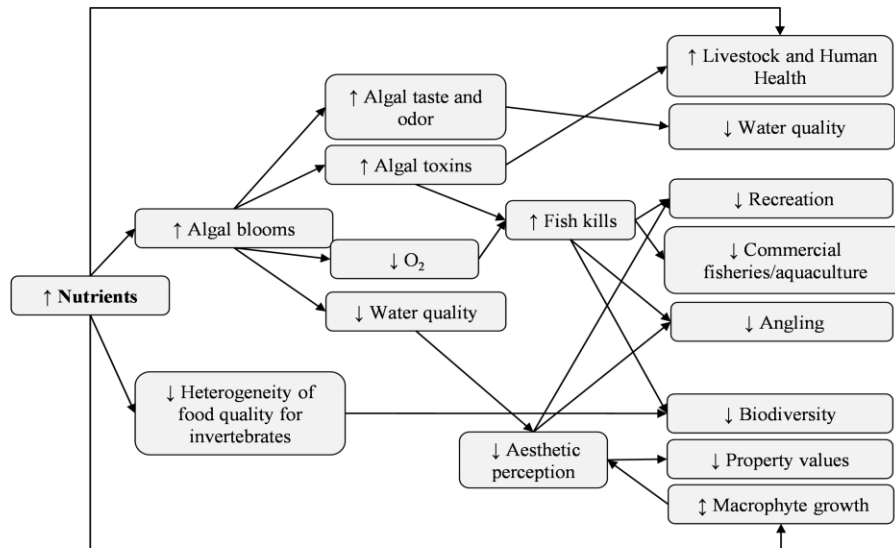 ↑ Livestock and Human
Health
↑ Algal taste and
odor
↓ Water quality
↑ Algal toxins
↓ Recreation
↑ Algal blooms
↑ Fish kills
↓ O₂
↓ Commercial
fisheries/aquaculture
↑ Nutrients
↓ Water quality
↓ Angling
↓ Heterogeneity of
food quality for
invertebrates
↓ Biodiversity
↓ Aesthetic
perception
↓ Property values
↕ Macrophyte growth